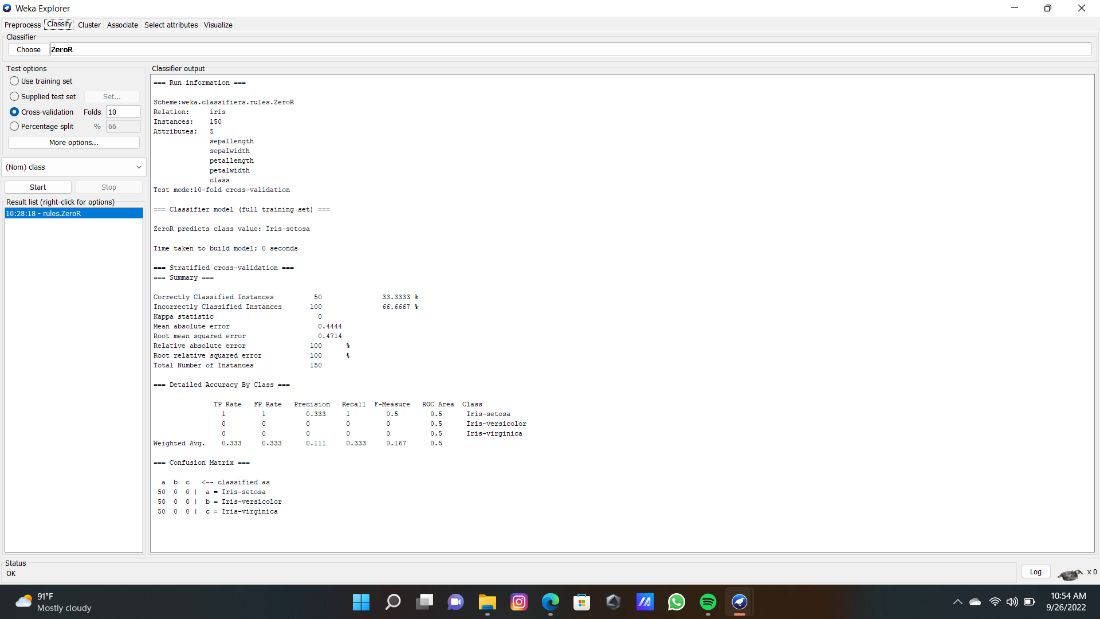 Weka Explorer
Preprocess Classify Cluster Associate Select attributes Visualize
Classifier
Choose ZeroR
Test options
Use training set
Supplied test set Set...
Cross-validation Folds 10
Percentage split % 66
More options...
(Nom) class
Start Stop
Result list (right-click for options)
10:28:18 - rules.ZeroR
Classifier output
=== Run information ===
Scheme:weka.classifiers.rules.ZeroR
Relation: iris
Instances: 150
Attributes: 5
sepallength
sepalwidth
petallength
petalwidth
class
Test mode:10-fold cross-validation
=== Classifier model (full training set) ===
ZeroR predicts class value: Iris-setosa
Time taken to build model: 0 seconds
=== Stratified cross-validation ===
=== Summary ===
Correctly Classified Instances 50 33.3333 %
Incorrectly Classified Instances 100 66.6667 %
Kappa statistic 0
Mean absolute error 0.4444
Root mean squared error 0.4714
Relative absolute error 100 %
Root relative squared error 100 %
Total Number of Instances 150
=== Detailed Accuracy By Class ===
TP Rate FP Rate Precision Recall F-Measure ROC Area Class
1 1 0.333 1 0.5 0.5 Iris-setosa
0 0 0 0 0 0.5 Iris-versicolor
0 0 0 0 0 0.5 Iris-virginica
Weighted Avg. 0.333 0.333 0.111 0.333 0.167 0.5
=== Confusion Matrix ===
a b c <-- classified as
50 0 0 | a = Iris-setosa
50 0 0 | b = Iris-versicolor
50 0 0 | c = Iris-virginica
Status
OK
Log x 0
91°F
Mostly cloudy
10:54 AM
9/26/2022